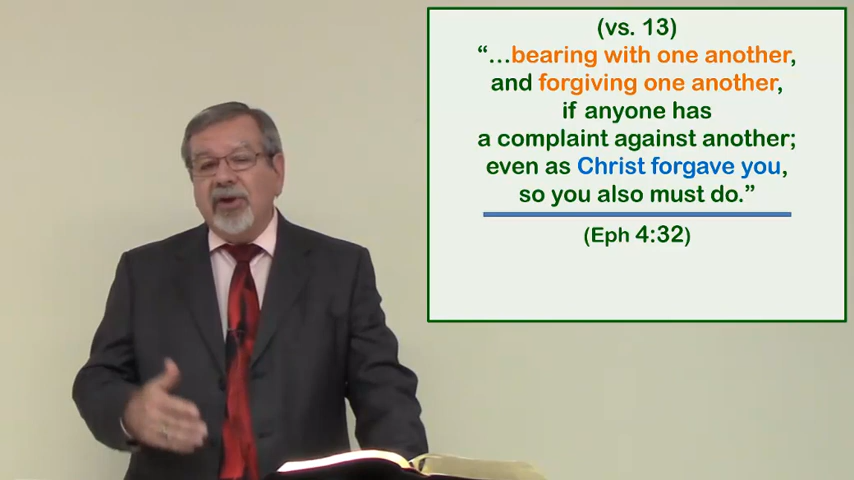 (vs. 13)
“…bearing with one another,
and forgiving one another,
if anyone has
a complaint against another;
even as Christ forgave you,
so you also must do.”
(Eph 4:32)